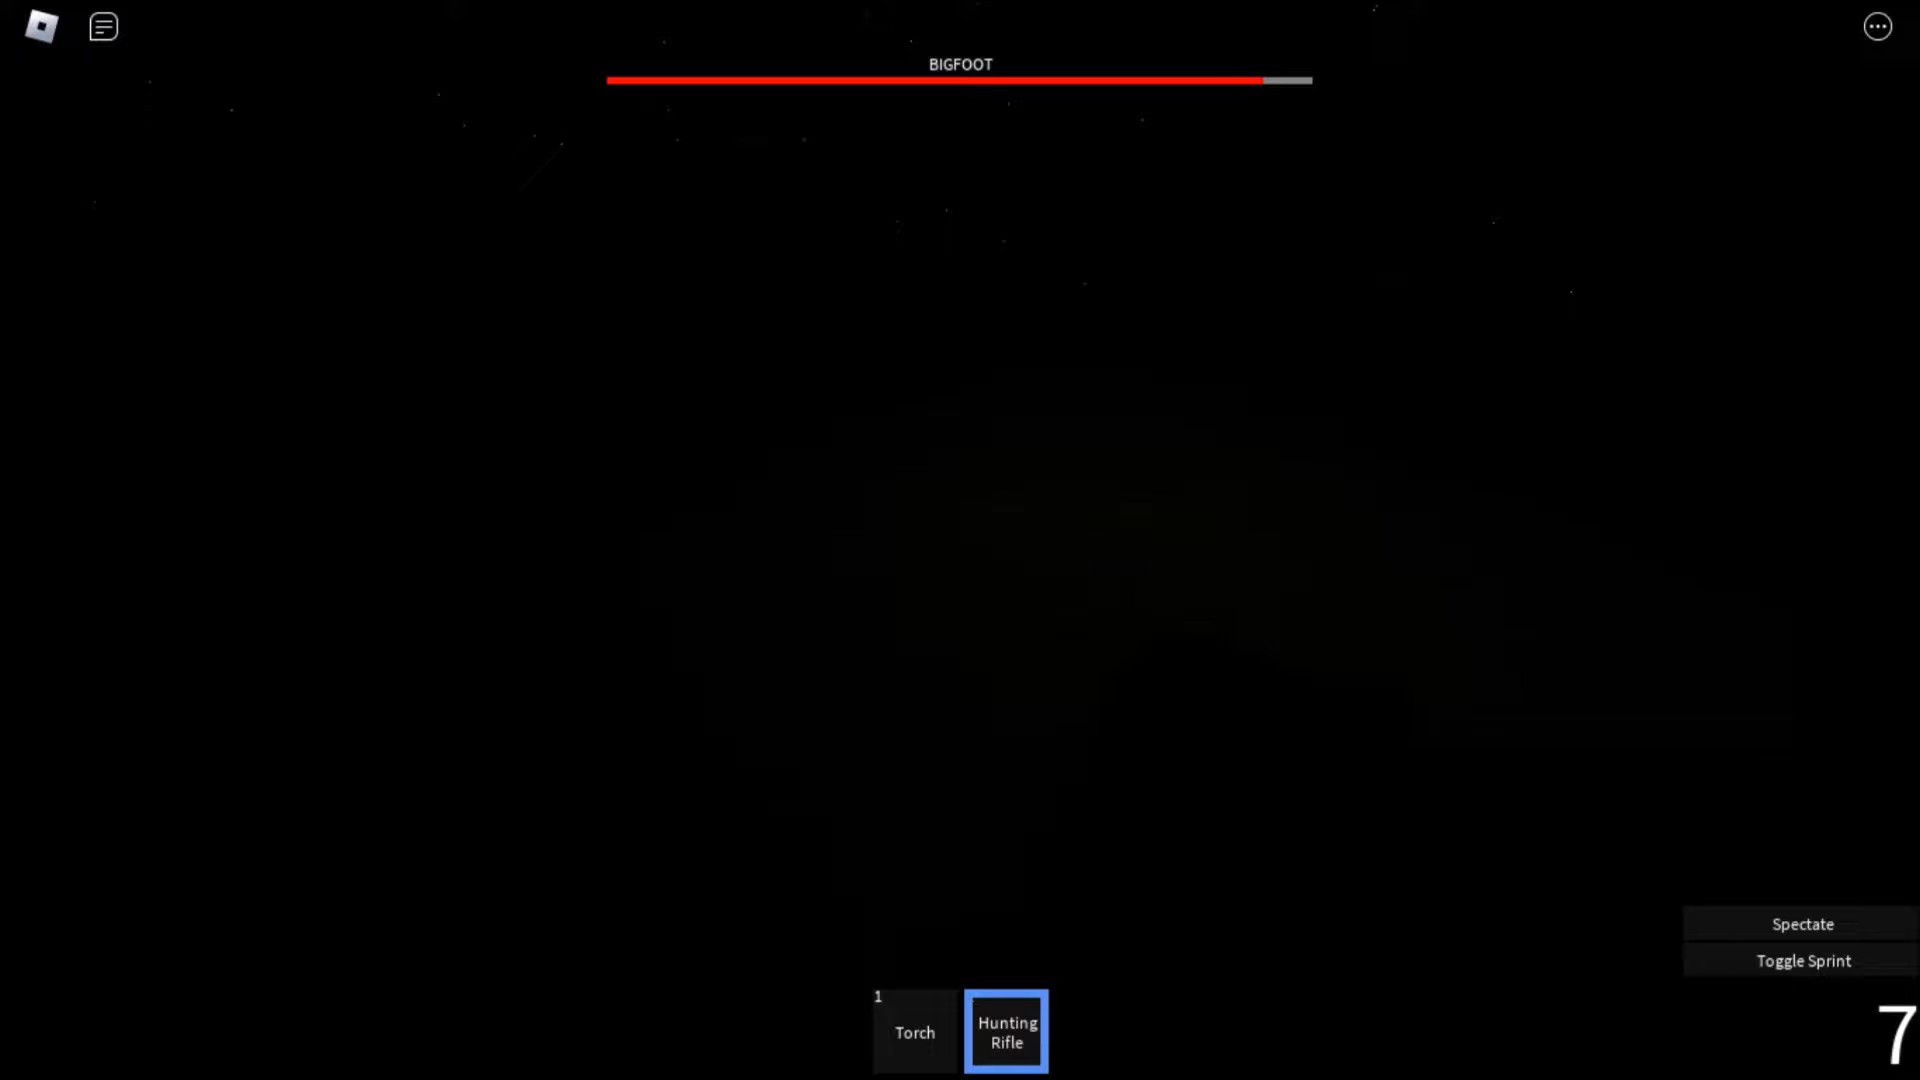 BIGFOOT
Spectate
Toggle Sprint
1
Torch
Hunting
Rifle
7